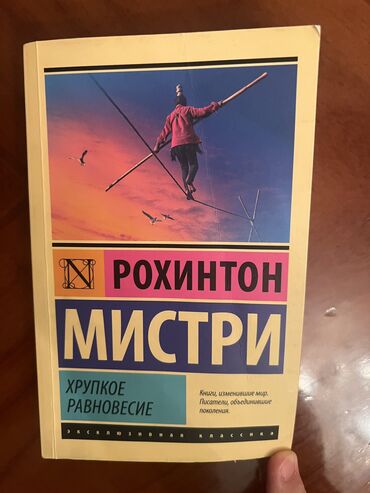 N
РОХИНТОН
МИСТРИ
ХРУПКОЕ
РАВНОВЕСИЕ
Книги, изменившие мир.
Писатели, объединившие
поколения.
ЭКСКЛЮЗИВНАЯ КЛАССИКА